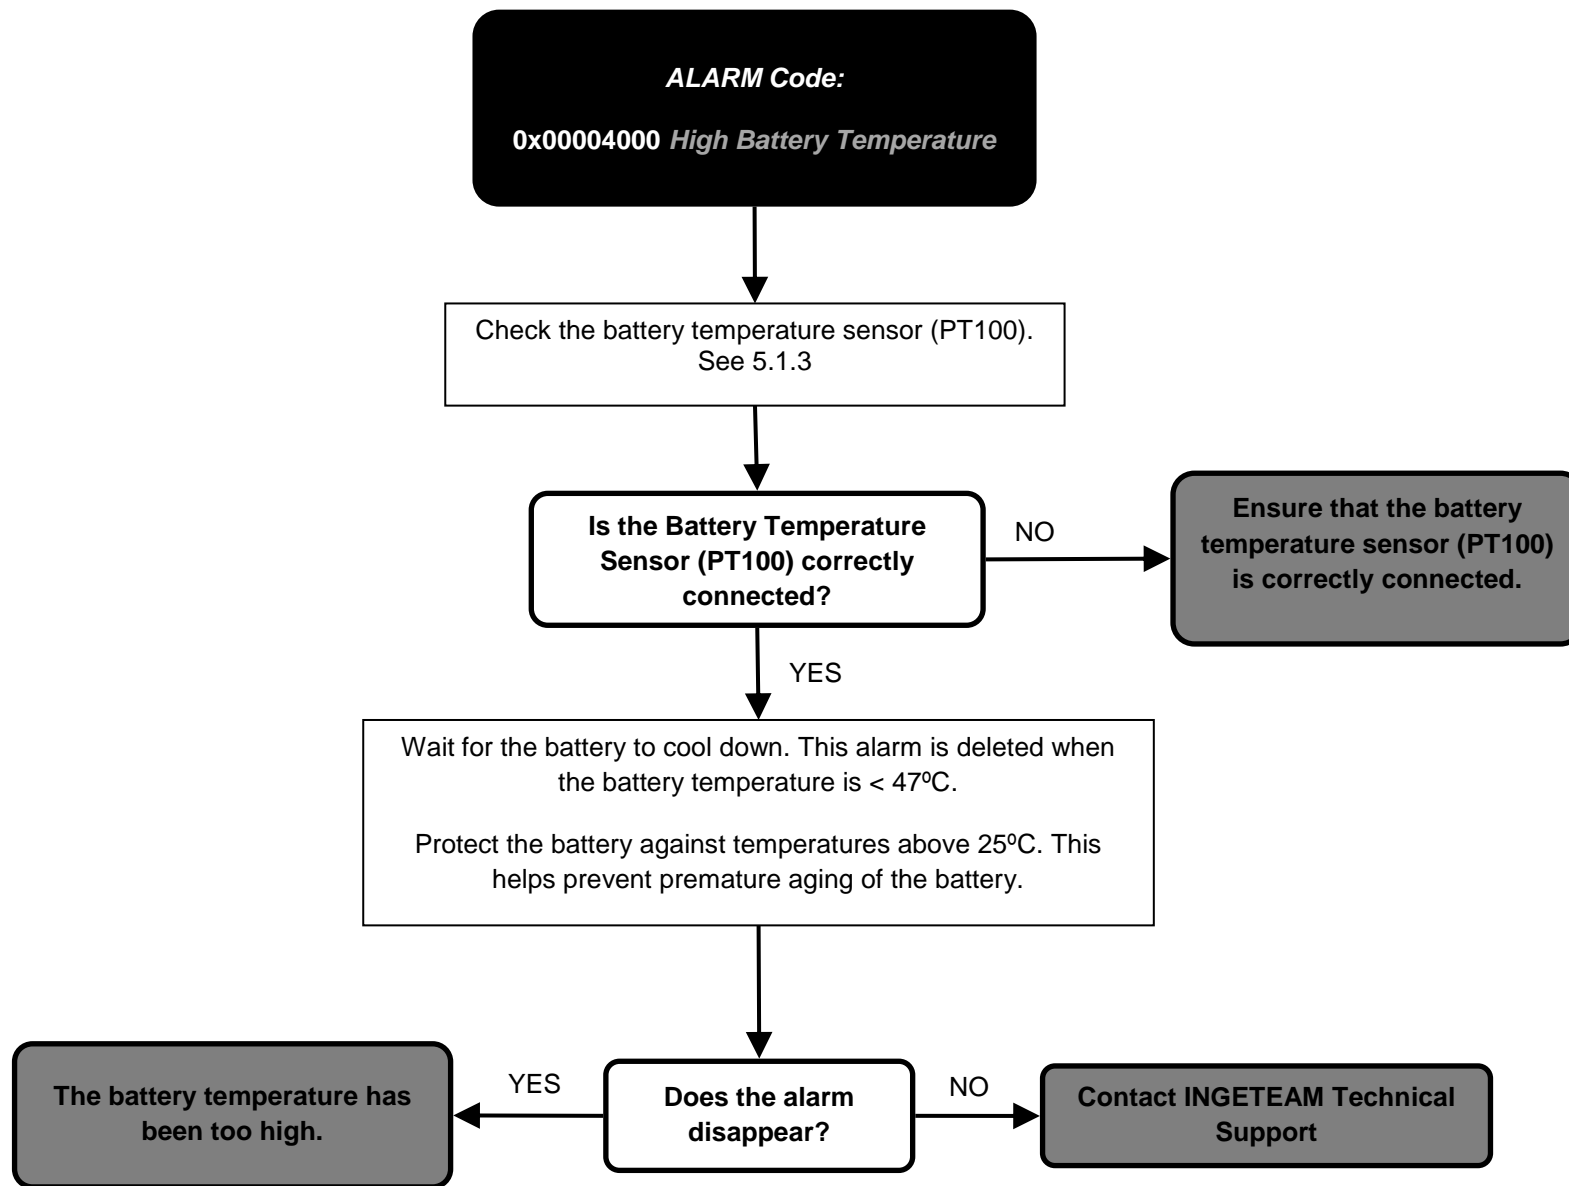 ALARM Code:
0x00004000 High Battery Temperature
Check the battery temperature sensor (PT100).
See 5.1.3
Is the Battery Temperature
Sensor (PT100) correctly
connected?
NO
Ensure that the battery
temperature sensor (PT100)
is correctly connected.
YES
Wait for the battery to cool down. This alarm is deleted when
the battery temperature is < 47ºC.
Protect the battery against temperatures above 25ºC. This
helps prevent premature aging of the battery.
The battery temperature has
been too high.
YES
Does the alarm
disappear?
NO
Contact INGETEAM Technical
Support